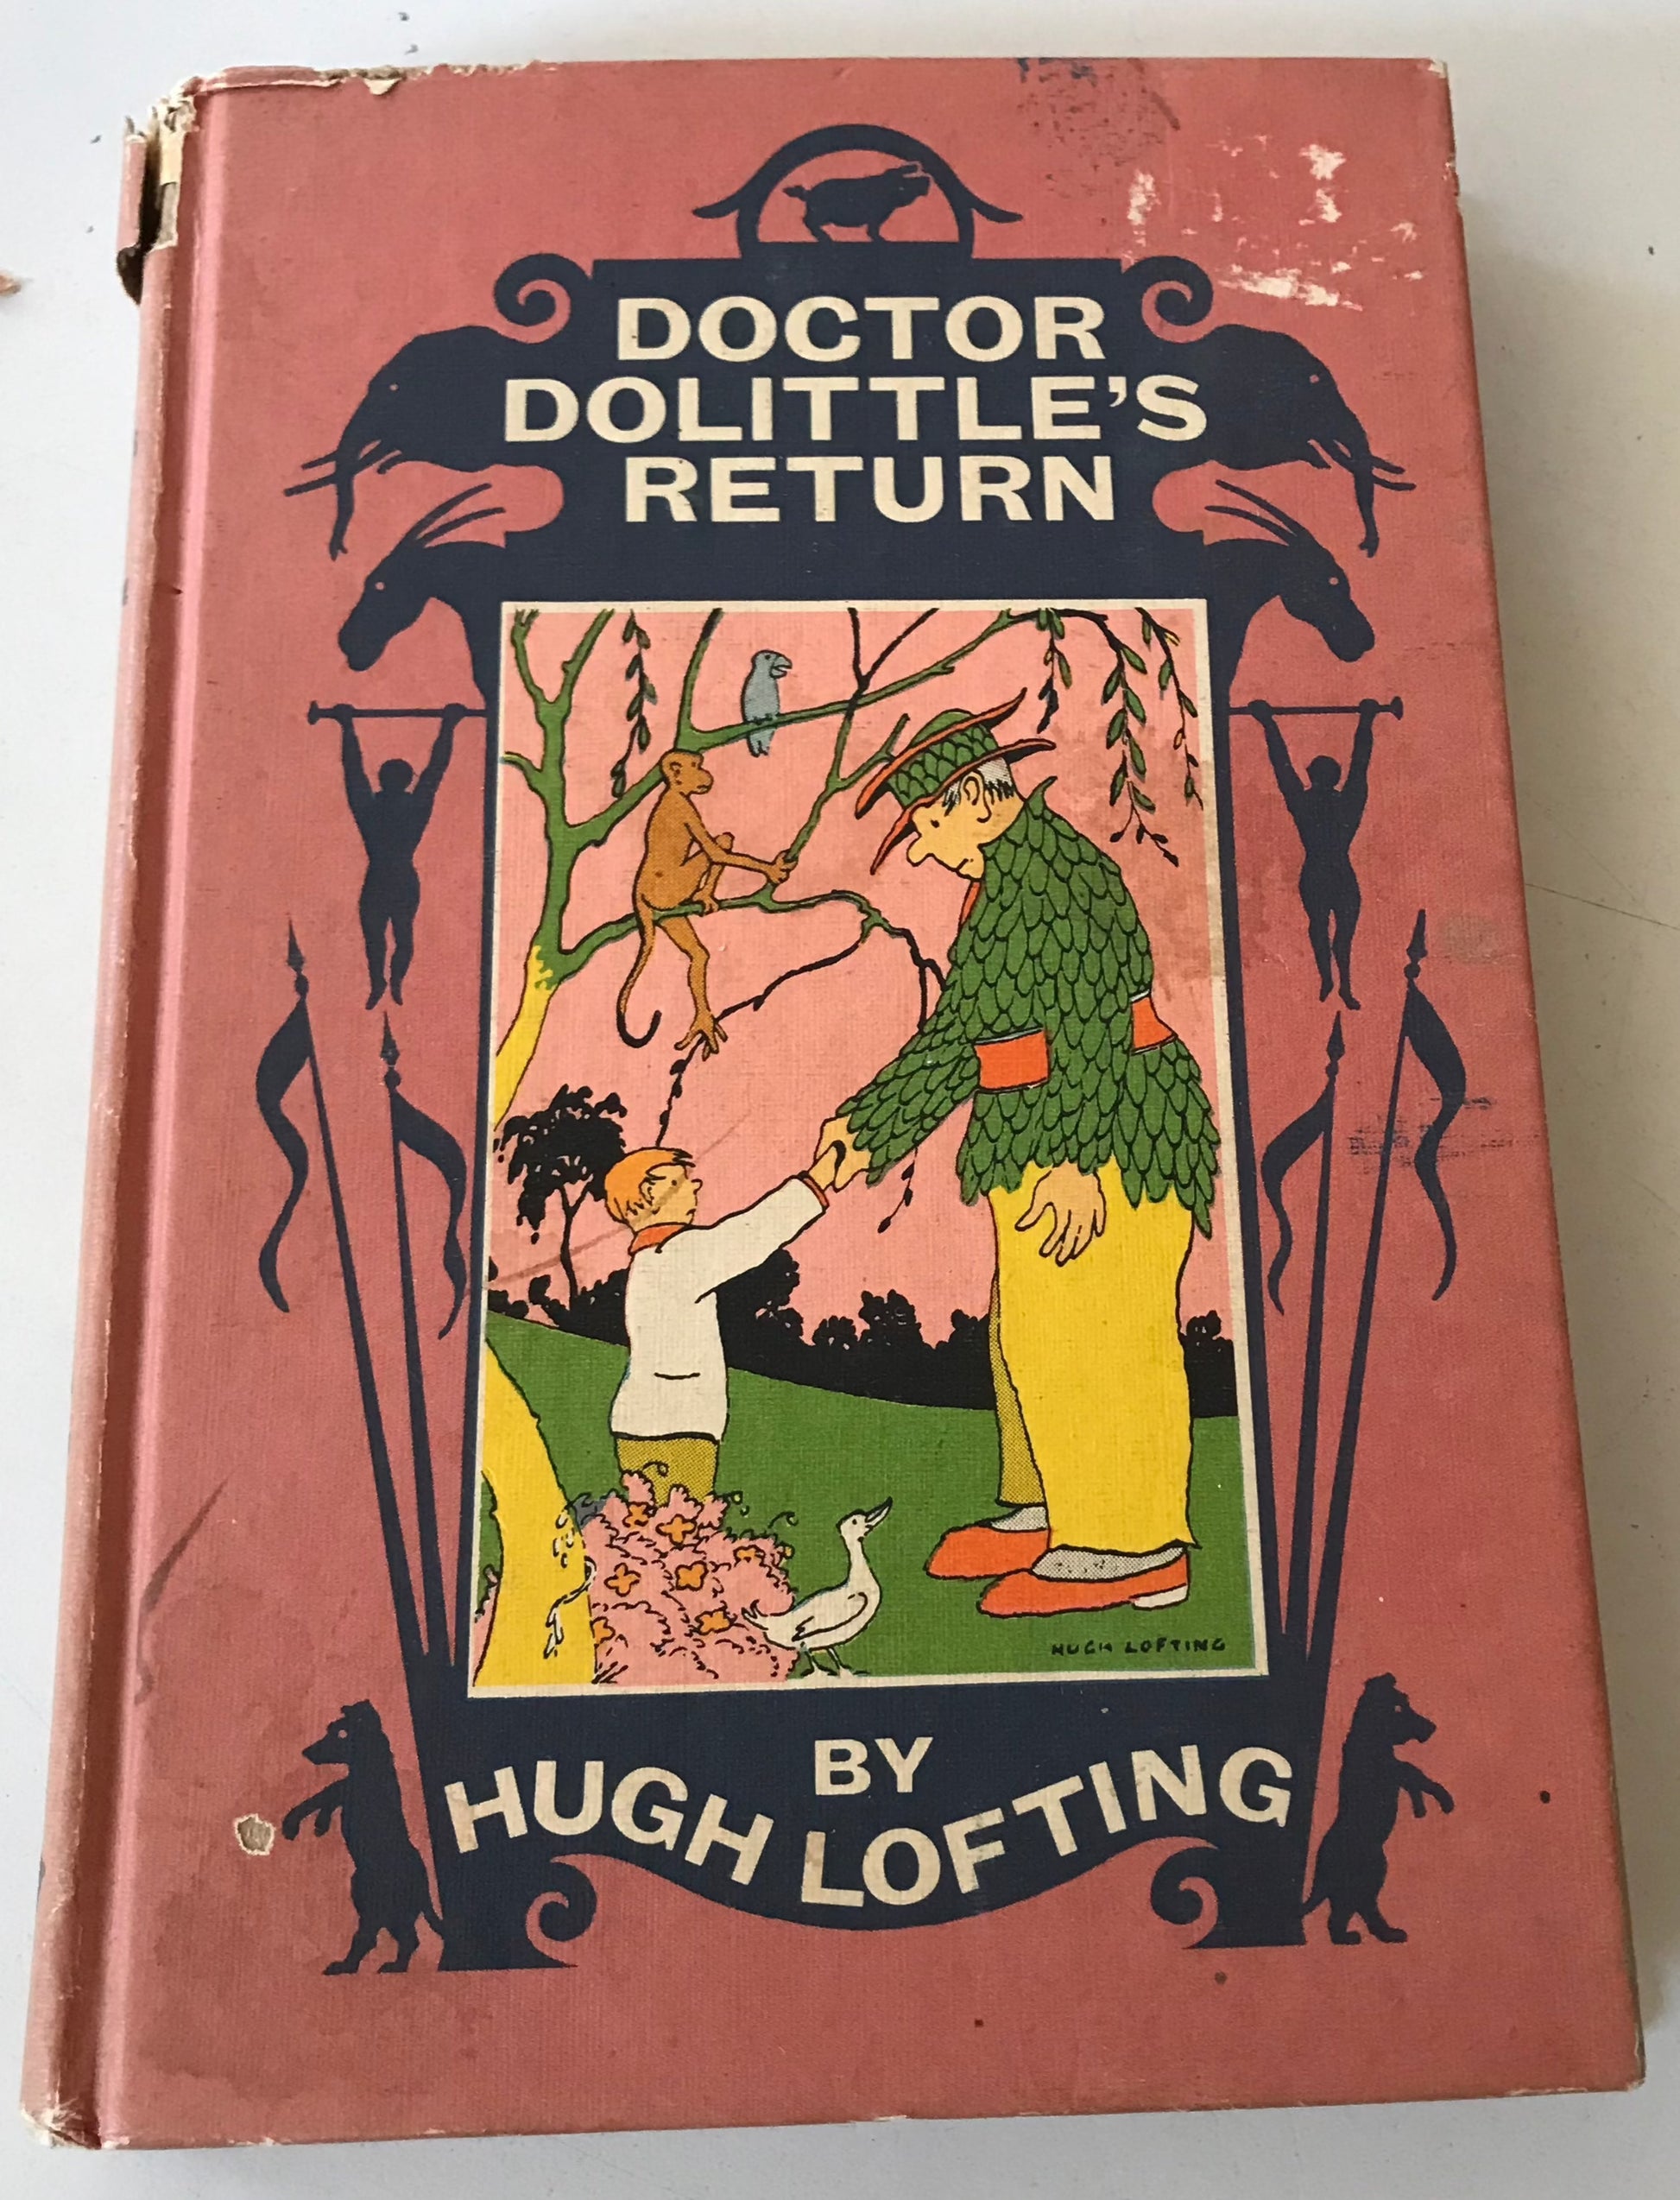 DOCTOR
DOLITTLE'S
RETURN
HUGH LOFTING
BY
HUGH LOFTING